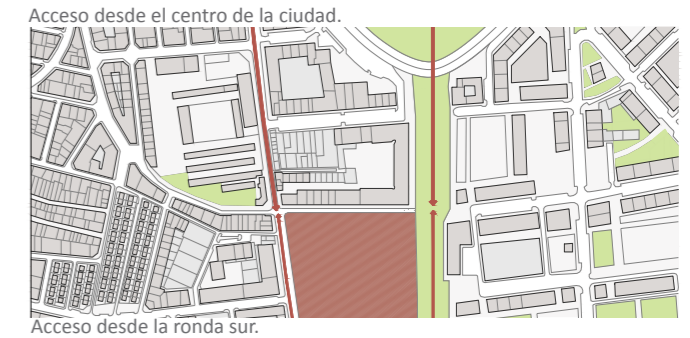 Acceso desde el centro de la ciudad.
Acceso desde la ronda sur.